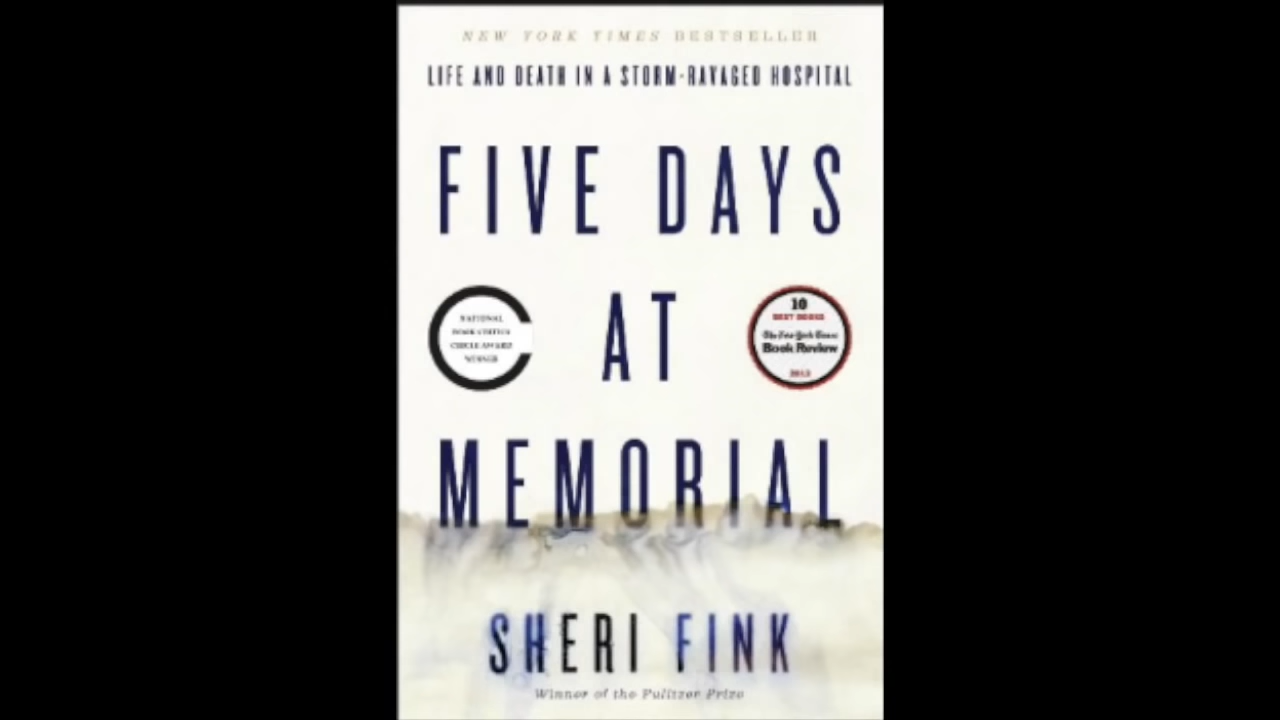 NEW YORK TIMES BESTSELLER
LIFE AND DEATH IN A STORM-RAVAGED HOSPITAL
FIVE DAYS
AT
MEMORIAL
NATIONAL
BOOK CRITICS
CIRCLE AWARD
WINNER
10
BEST BOOKS
The New York Times
Book Review
2013
SHERI FINK
Winner of the Pulitzer Prize